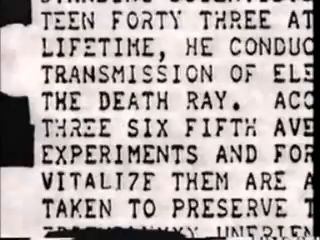 TEEN FORTY THREE AT
LIFETIME, HE CONDUC
TRANSMISSION OF ELE
THE DEATH RAY. ACC
THREE SIX FIFTH AVE
EXPERIMENTS AND FOR
VITALI7E THEM ARE A
TAKEN TO PRESERVE T